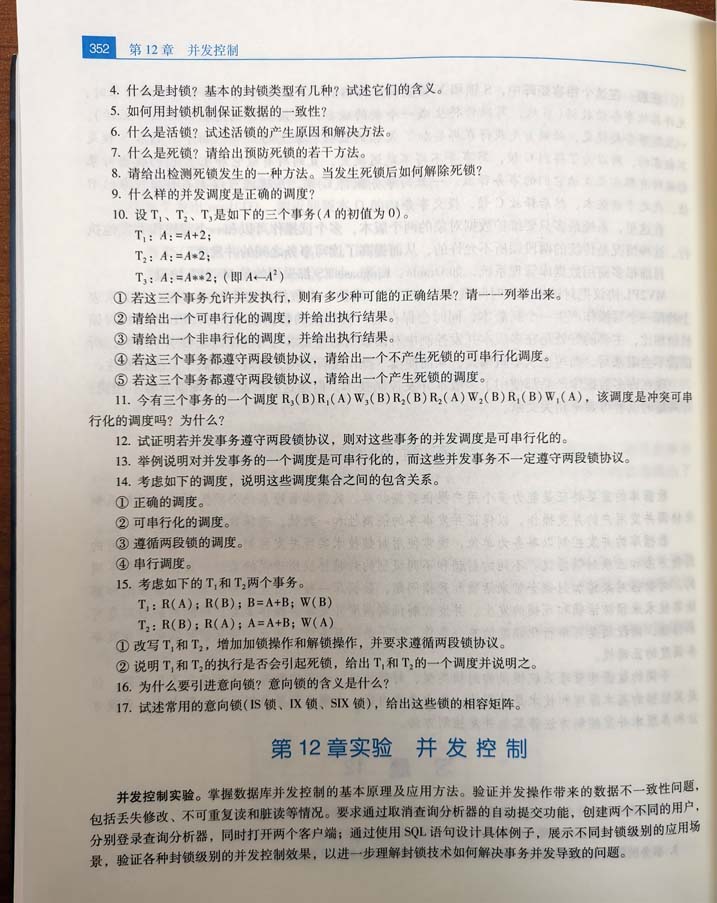 352 第12章 并发控制
4. 什么是封锁？基本的封锁类型有几种？试述它们的含义。
5. 如何用封锁机制保证数据的一致性？
6. 什么是活锁？试述活锁的产生原因和解决方法。
7. 什么是死锁？请给出预防死锁的若干方法。
8. 请给出检测死锁发生的一种方法。当发生死锁后如何解除死锁？
9. 什么样的并发调度是正确的调度？
10. 设 T₁、T₂、T₃是如下的三个事务（A 的初值为 0）。
T₁：A：=A+2；
T₂：A：=A*2；
T₃：A：=A**2；（即 A←A²）
① 若这三个事务允许并发执行，则有多少种可能的正确结果？请一一列举出来。
② 请给出一个可串行化的调度，并给出执行结果。
③ 请给出一个非串行化的调度，并给出执行结果。
④ 若这三个事务都遵守两段锁协议，请给出一个不产生死锁的可串行化调度。
⑤ 若这三个事务都遵守两段锁协议，请给出一个产生死锁的调度。
11. 今有三个事务的一个调度 R₃(B)R₁(A)W₃(B)R₂(B)R₂(A)W₂(B)R₁(B)W₁(A)，该调度是冲突可串
行化的调度吗？为什么？
12. 试证明若并发事务遵守两段锁协议，则对这些事务的并发调度是可串行化的。
13. 举例说明对并发事务的一个调度是可串行化的，而这些并发事务不一定遵守两段锁协议。
14. 考虑如下的调度，说明这些调度集合之间的包含关系。
① 正确的调度。
② 可串行化的调度。
③ 遵循两段锁的调度。
④ 串行调度。
15. 考虑如下的 T₁和 T₂两个事务。
T₁：R(A)；R(B)；B=A+B；W(B)
T₂：R(B)；R(A)；A=A+B；W(A)
① 改写 T₁和 T₂，增加加锁操作和解锁操作，并要求遵循两段锁协议。
② 说明 T₁和 T₂的执行是否会引起死锁，给出 T₁和 T₂的一个调度并说明之。
16. 为什么要引进意向锁？意向锁的含义是什么？
17. 试述常用的意向锁（IS 锁、IX 锁、SIX 锁），给出这些锁的相容矩阵。
第12章实验 并发控制
并发控制实验。掌握数据库并发控制的基本原理及应用方法。验证并发操作带来的数据不一致性问题，
包括丢失修改、不可重复读和脏读等情况。要求通过取消查询分析器的自动提交功能，创建两个不同的用户，
分别登录查询分析器，同时打开两个客户端；通过使用 SQL 语句设计具体例子，展示不同封锁级别的应用场
景，验证各种封锁级别的并发控制效果，以进一步理解封锁技术如何解决事务并发导致的问题。